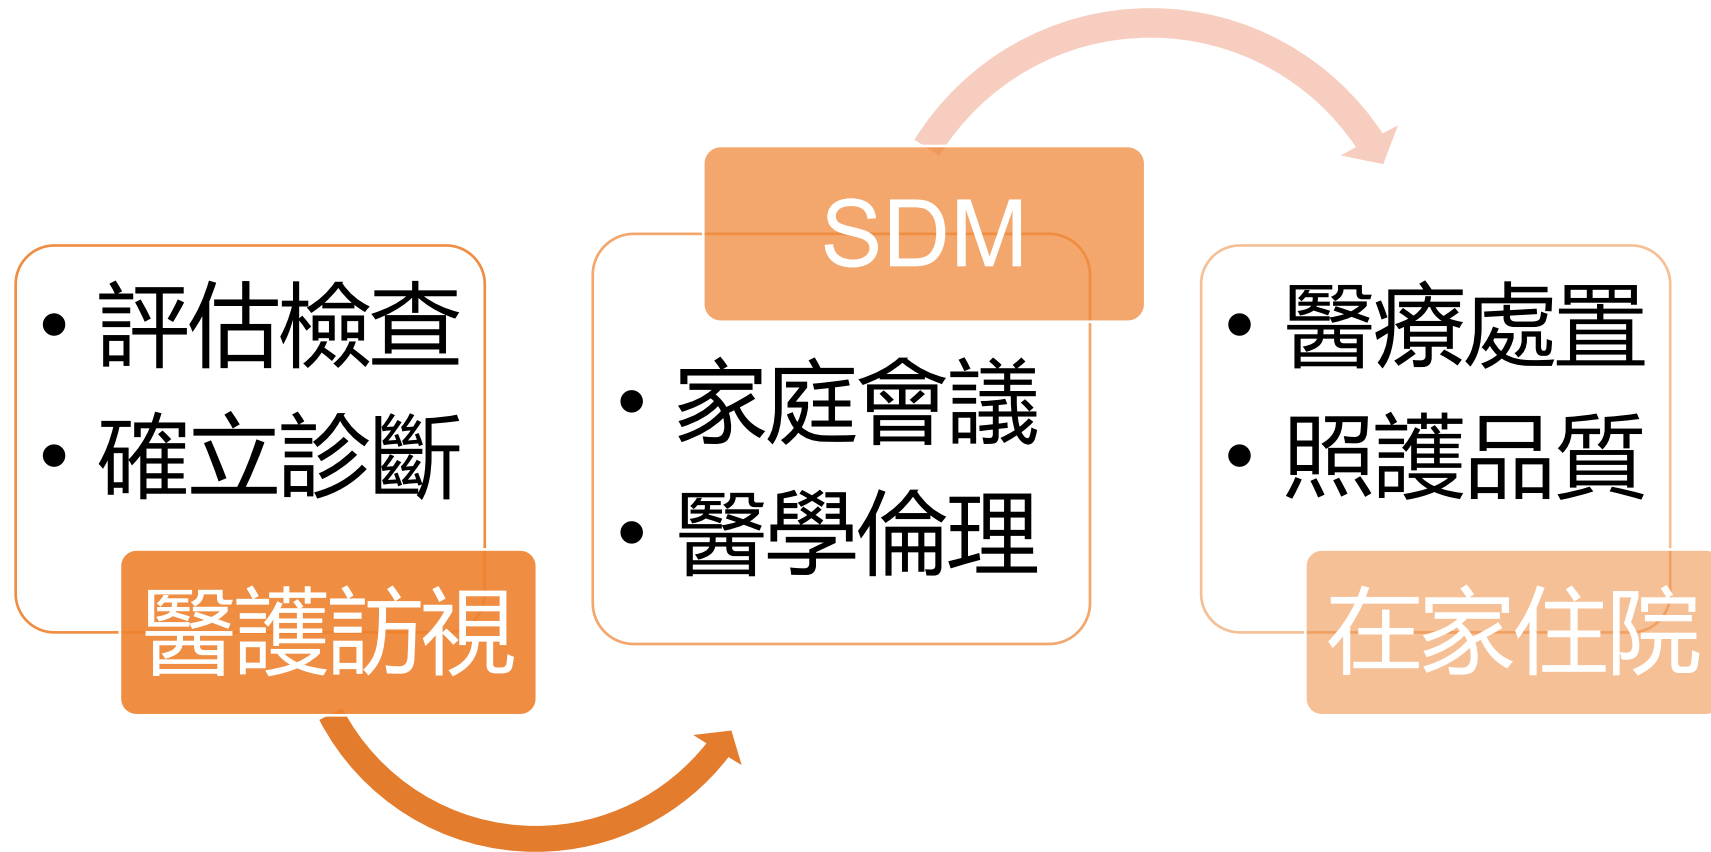 • 評估檢查
• 確立診斷
醫護訪視
SDM
• 家庭會議
• 醫學倫理
• 醫療處置
• 照護品質
在家住院